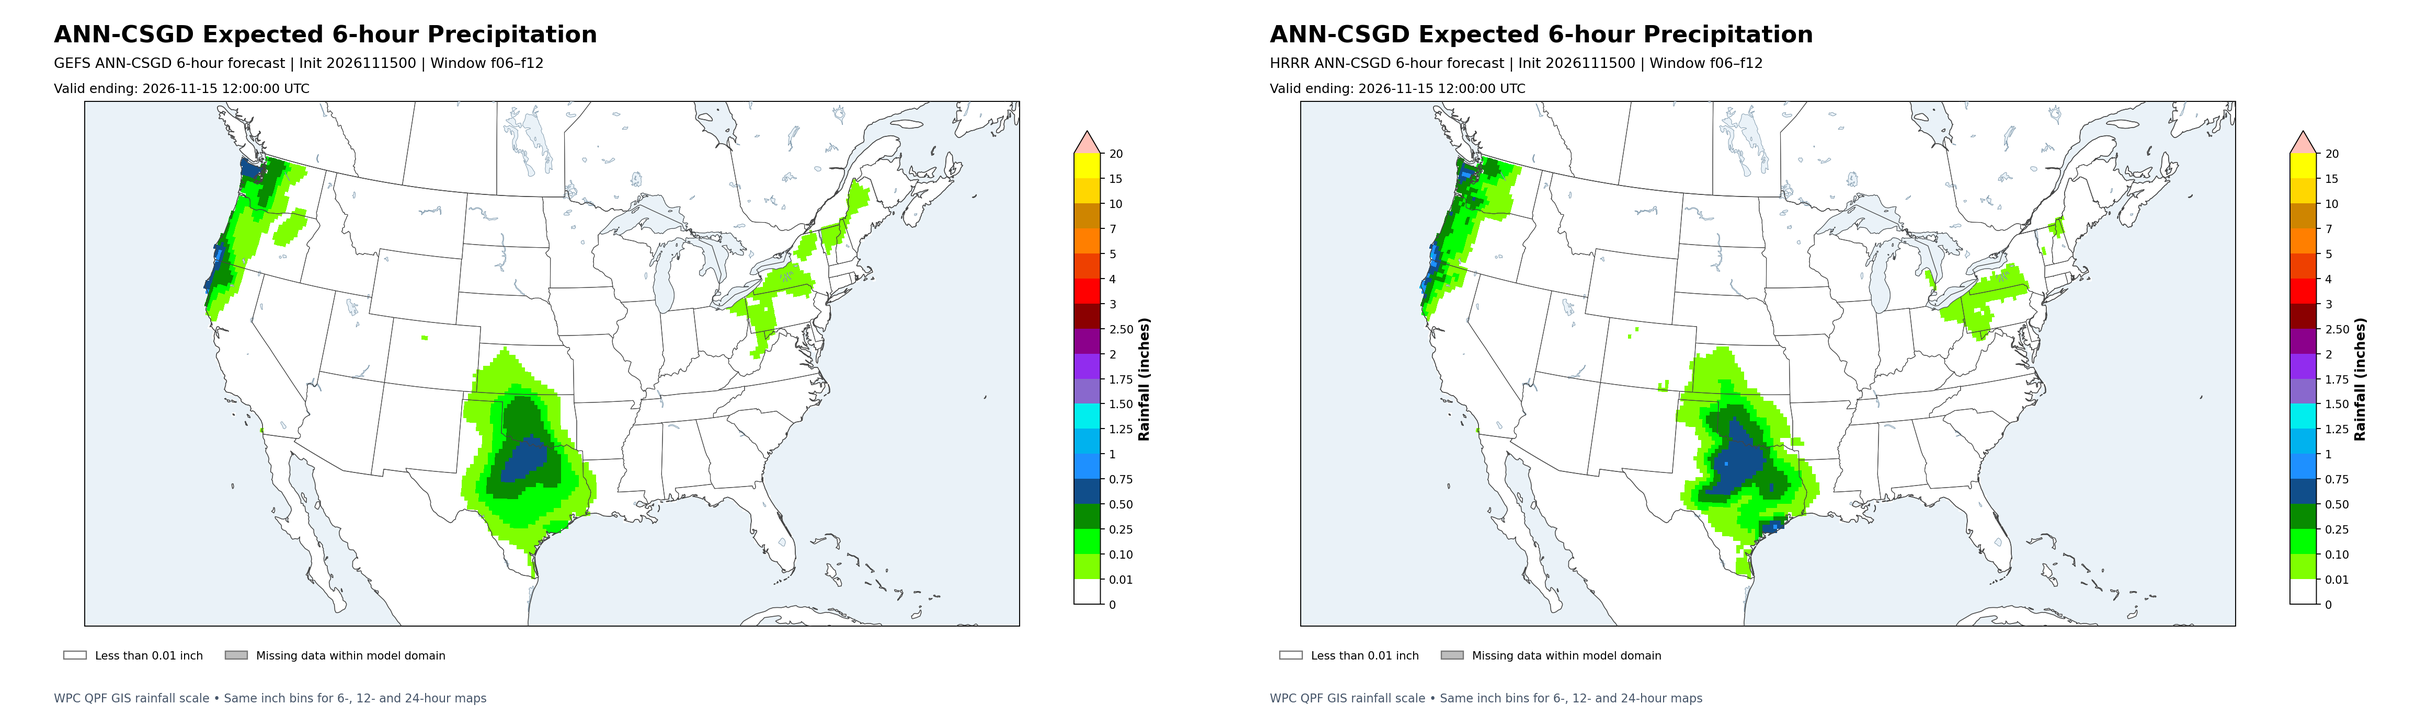 ANN-CSGD Expected 6-hour Precipitation
GEFS ANN-CSGD 6-hour forecast | Init 2026111500 | Window f06–f12
Valid ending: 2026-11-15 12:00:00 UTC
20
15
10
7
5
4
3
2.50
2
1.75
1.50
1.25
1
0.75
0.50
0.25
0.10
0.01
0
Rainfall (inches)
Less than 0.01 inch
Missing data within model domain
WPC QPF GIS rainfall scale • Same inch bins for 6-, 12- and 24-hour maps
ANN-CSGD Expected 6-hour Precipitation
HRRR ANN-CSGD 6-hour forecast | Init 2026111500 | Window f06–f12
Valid ending: 2026-11-15 12:00:00 UTC
20
15
10
7
5
4
3
2.50
2
1.75
1.50
1.25
1
0.75
0.50
0.25
0.10
0.01
0
Rainfall (inches)
Less than 0.01 inch
Missing data within model domain
WPC QPF GIS rainfall scale • Same inch bins for 6-, 12- and 24-hour maps